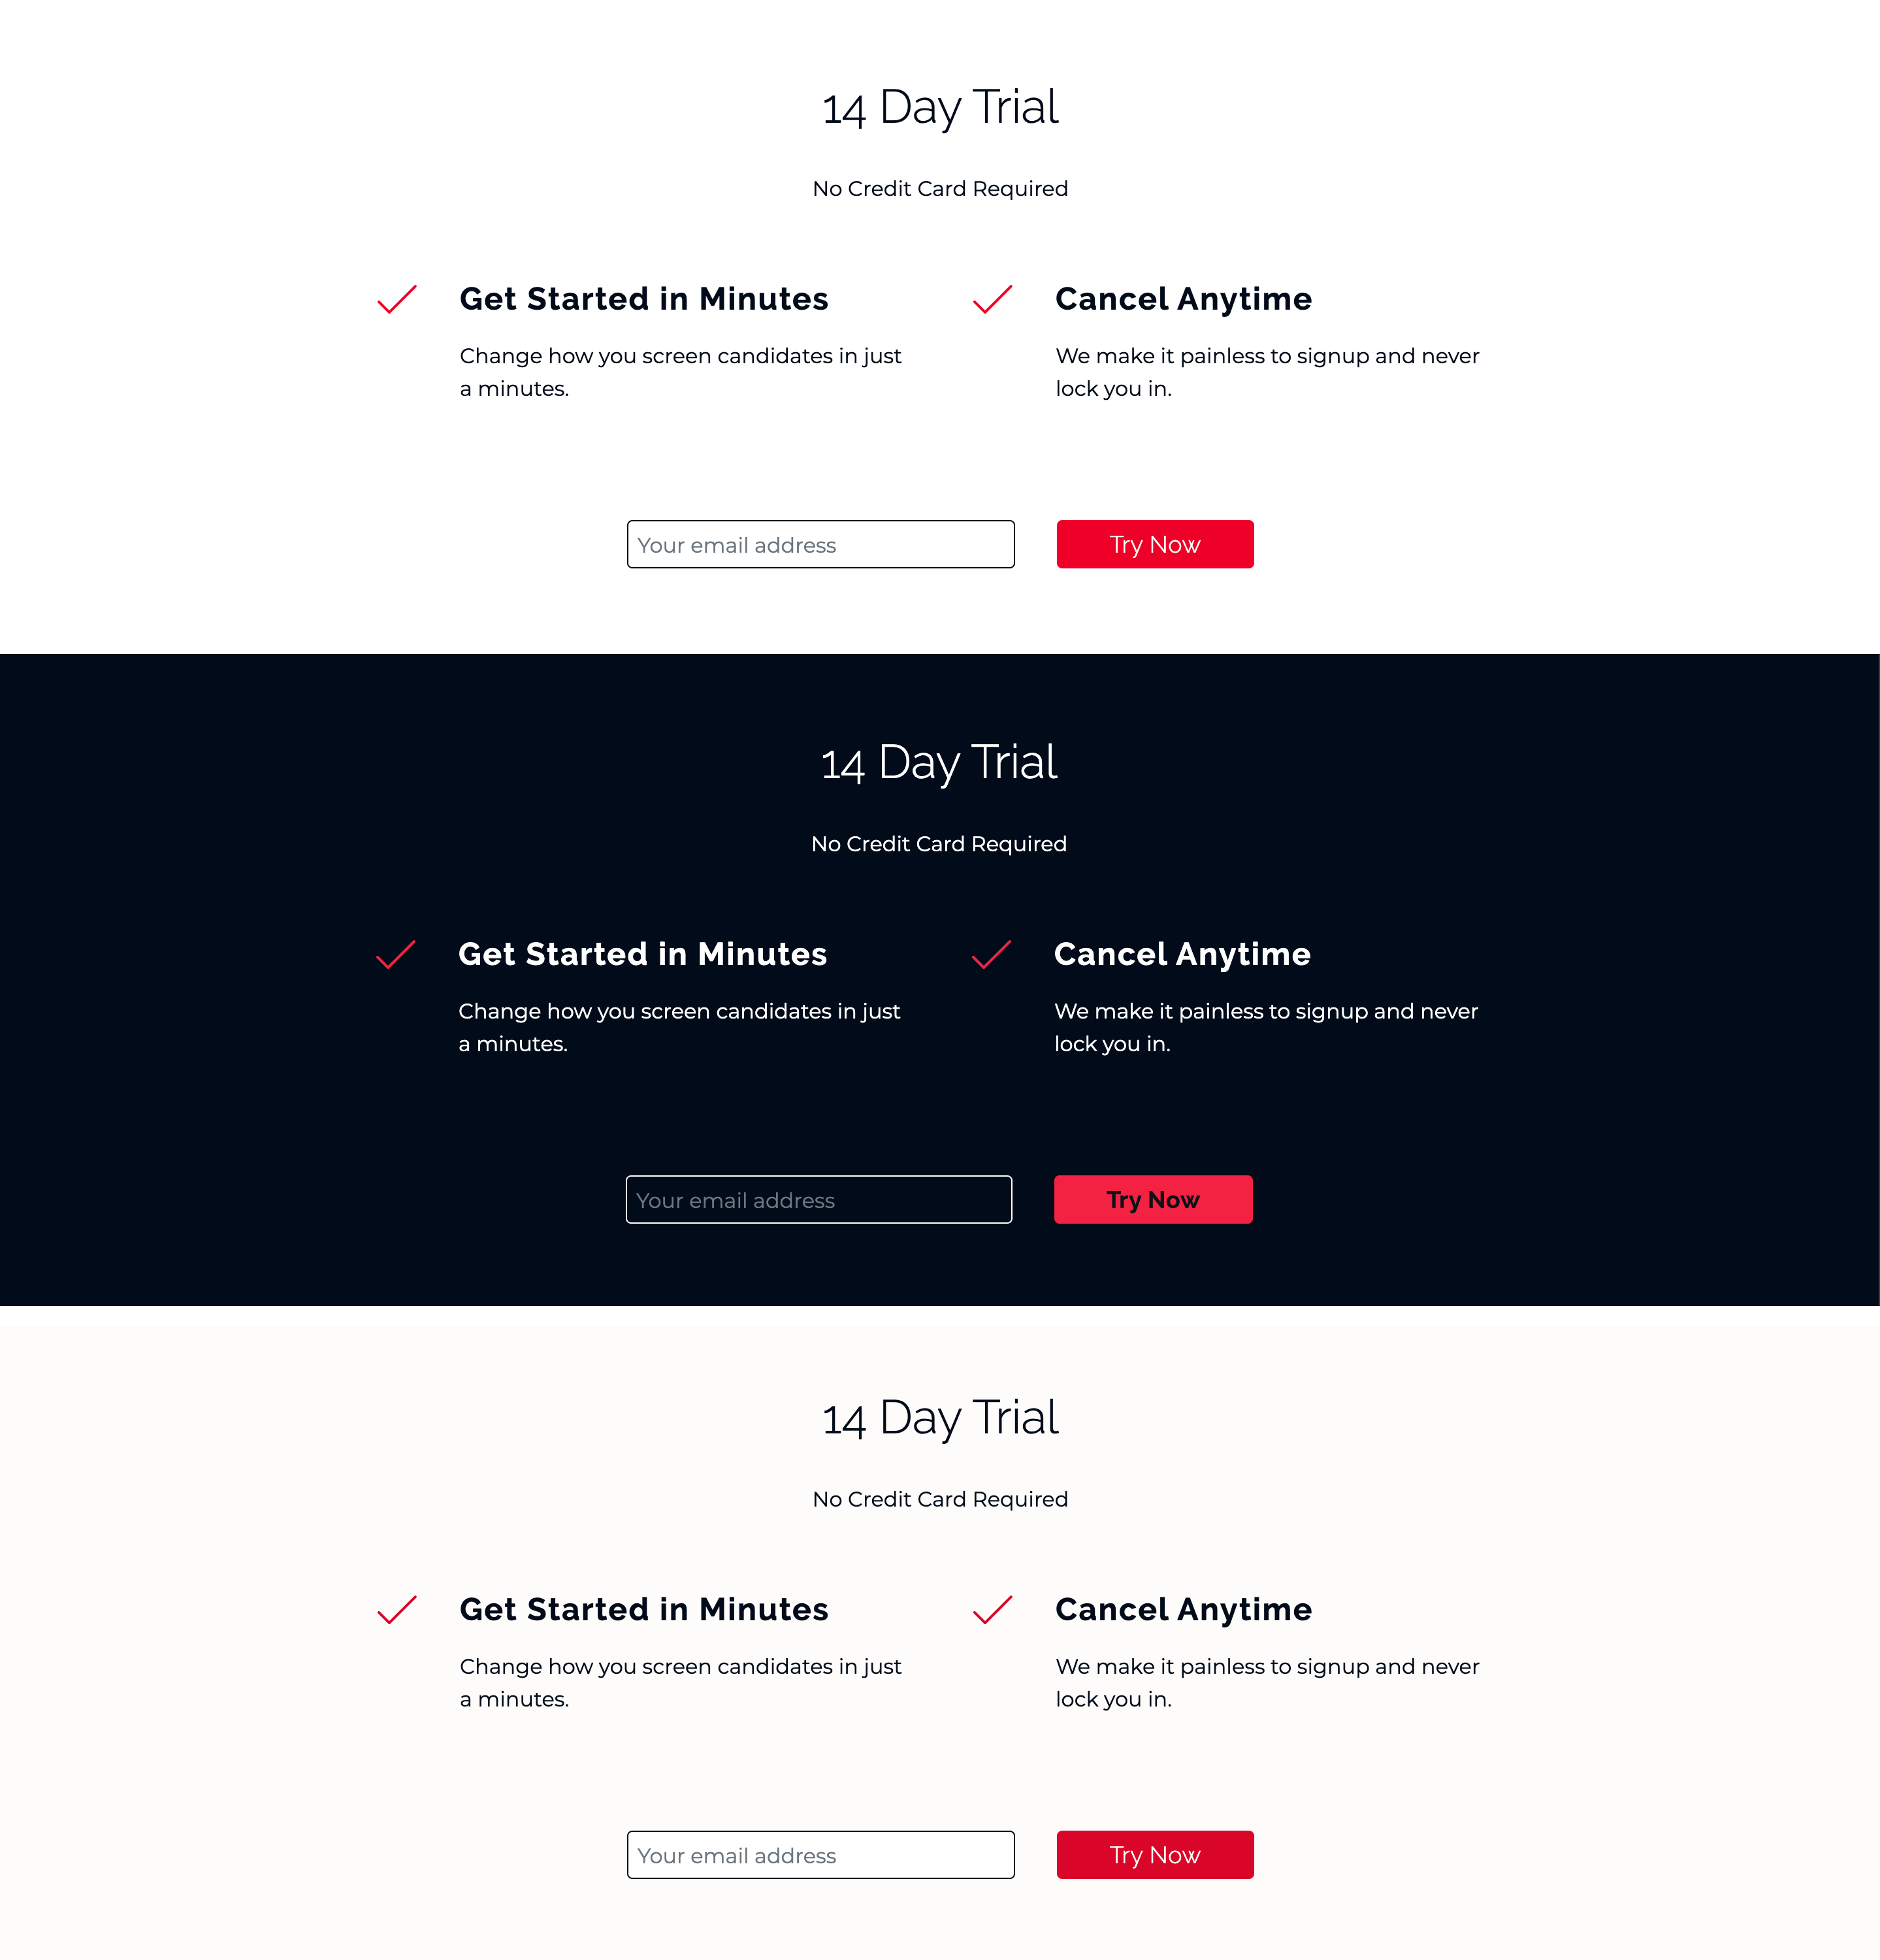 14 Day Trial
No Credit Card Required
Get Started in Minutes
Change how you screen candidates in just
a minutes.
Cancel Anytime
We make it painless to signup and never
lock you in.
Your email address
Try Now
14 Day Trial
No Credit Card Required
Get Started in Minutes
Change how you screen candidates in just
a minutes.
Cancel Anytime
We make it painless to signup and never
lock you in.
Your email address
Try Now
14 Day Trial
No Credit Card Required
Get Started in Minutes
Change how you screen candidates in just
a minutes.
Cancel Anytime
We make it painless to signup and never
lock you in.
Your email address
Try Now